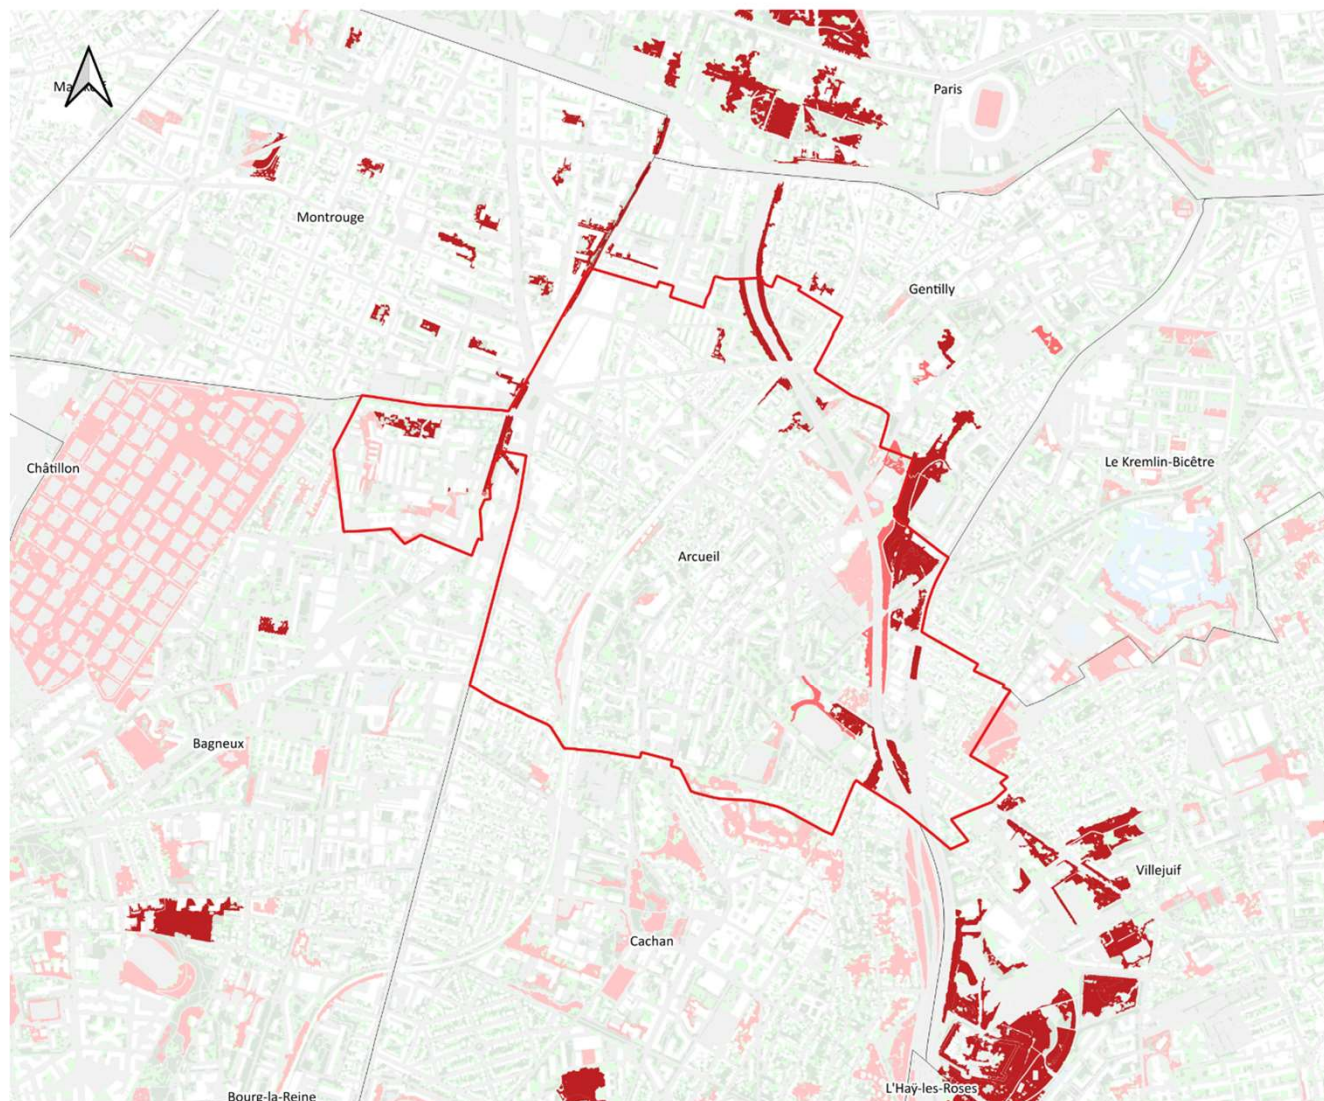 Paris
Montrouge
Gentilly
Le Kremlin-Bicêtre
Châtillon
Arcueil
Bagneux
Villejuif
Cachan
L'Haÿ-les-Roses
Bourg-la-Reine